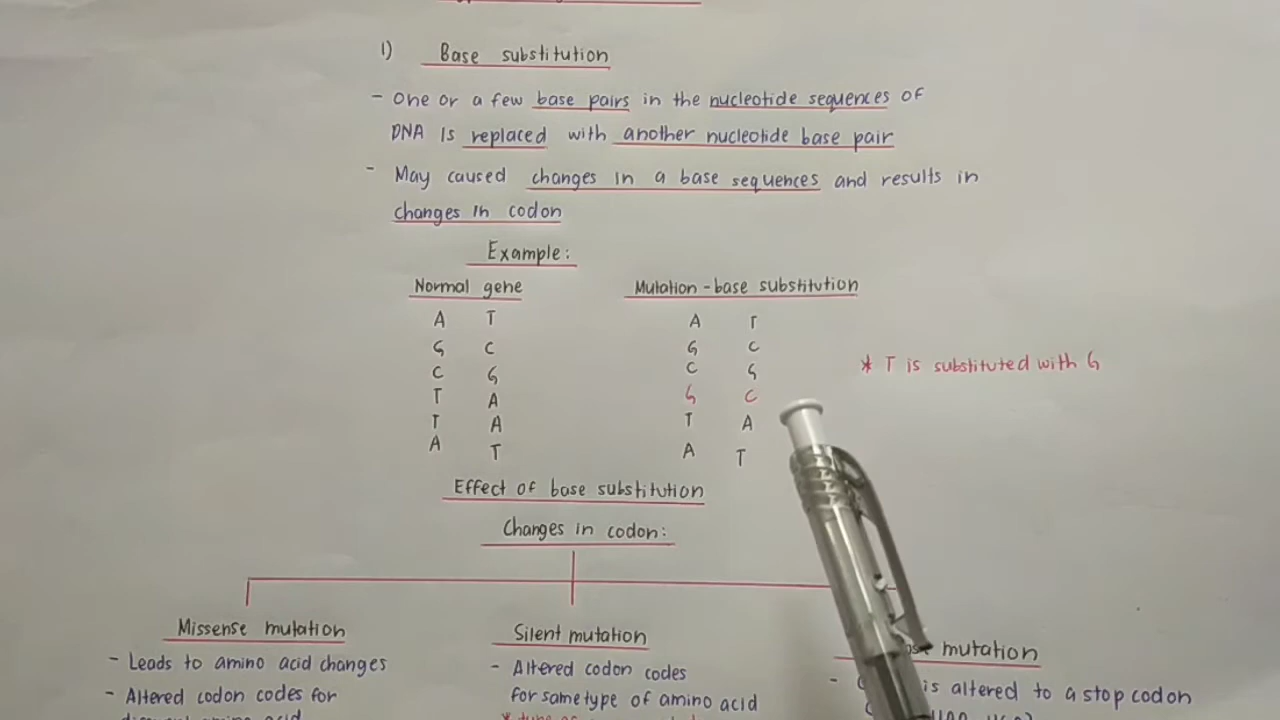 1) Base substitution
- One or a few base pairs in the nucleotide sequences of
DNA is replaced with another nucleotide base pair
- May caused changes in a base sequences and results in
changes in codon
Example:
Normal gene Mutation - base substitution
A T A T
G C G C
C G C G
T A G C
T A T A
A T A T
* T is substituted with G
Effect of base substitution
Changes in codon:
Missense mutation Silent mutation mutation
- Leads to amino acid changes - Altered codon codes - is altered to a stop codon
- Altered codon codes for for same type of amino acid